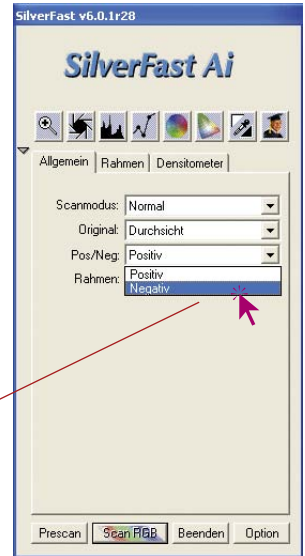 SilverFast v6.0.1r28
SilverFast Ai
Allgemein Rahmen Densitometer
Scanmodus: Normal
Original: Durchsicht
Pos/Neg: Positiv
Positiv
Rahmen: Negativ
Prescan Scan RGB Beenden Option